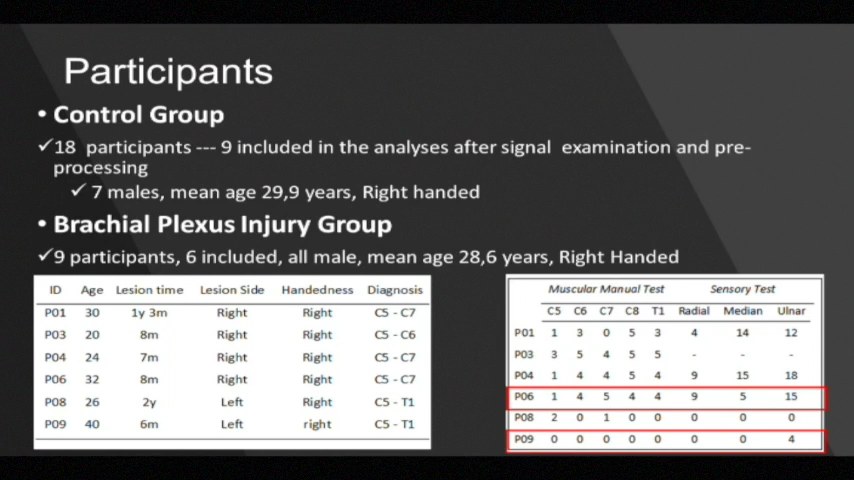 Participants
• Control Group
✓18 participants --- 9 included in the analyses after signal examination and pre-
processing
✓ 7 males, mean age 29,9 years, Right handed
• Brachial Plexus Injury Group
✓9 participants, 6 included, all male, mean age 28,6 years, Right Handed
ID Age Lesion time Lesion Side Handedness Diagnosis
P01 30 1y 3m Right Right C5 - C7
P03 20 8m Right Right C5 - C6
P04 24 7m Right Right C5 - C7
P06 32 8m Right Right C5 - C7
P08 26 2y Left Right C5 - T1
P09 40 6m Left right C5 - T1
Muscular Manual Test Sensory Test
C5 C6 C7 C8 T1 Radial Median Ulnar
P01 1 3 0 5 3 4 14 12
P03 3 5 4 5 5 - - -
P04 1 4 4 5 4 9 15 18
P06 1 4 5 4 4 9 5 15
P08 2 0 1 0 0 0 0 0
P09 0 0 0 0 0 0 0 4